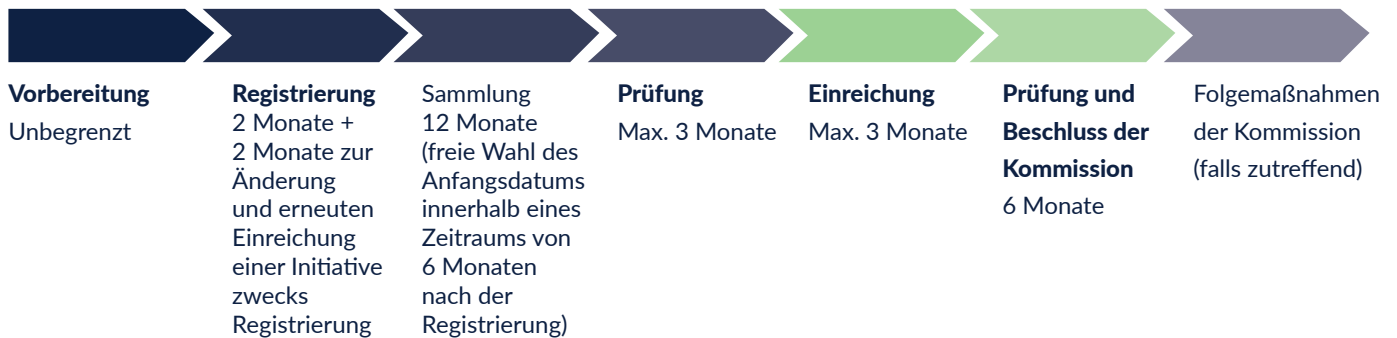 Vorbereitung
Unbegrenzt
Registrierung
2 Monate +
2 Monate zur
Änderung
und erneuten
Einreichung
einer Initiative
zwecks
Registrierung
Sammlung
12 Monate
(freie Wahl des
Anfangsdatums
innerhalb eines
Zeitraums von
6 Monaten
nach der
Registrierung)
Prüfung
Max. 3 Monate
Einreichung
Max. 3 Monate
Prüfung und
Beschluss der
Kommission
6 Monate
Folgemaßnahmen
der Kommission
(falls zutreffend)